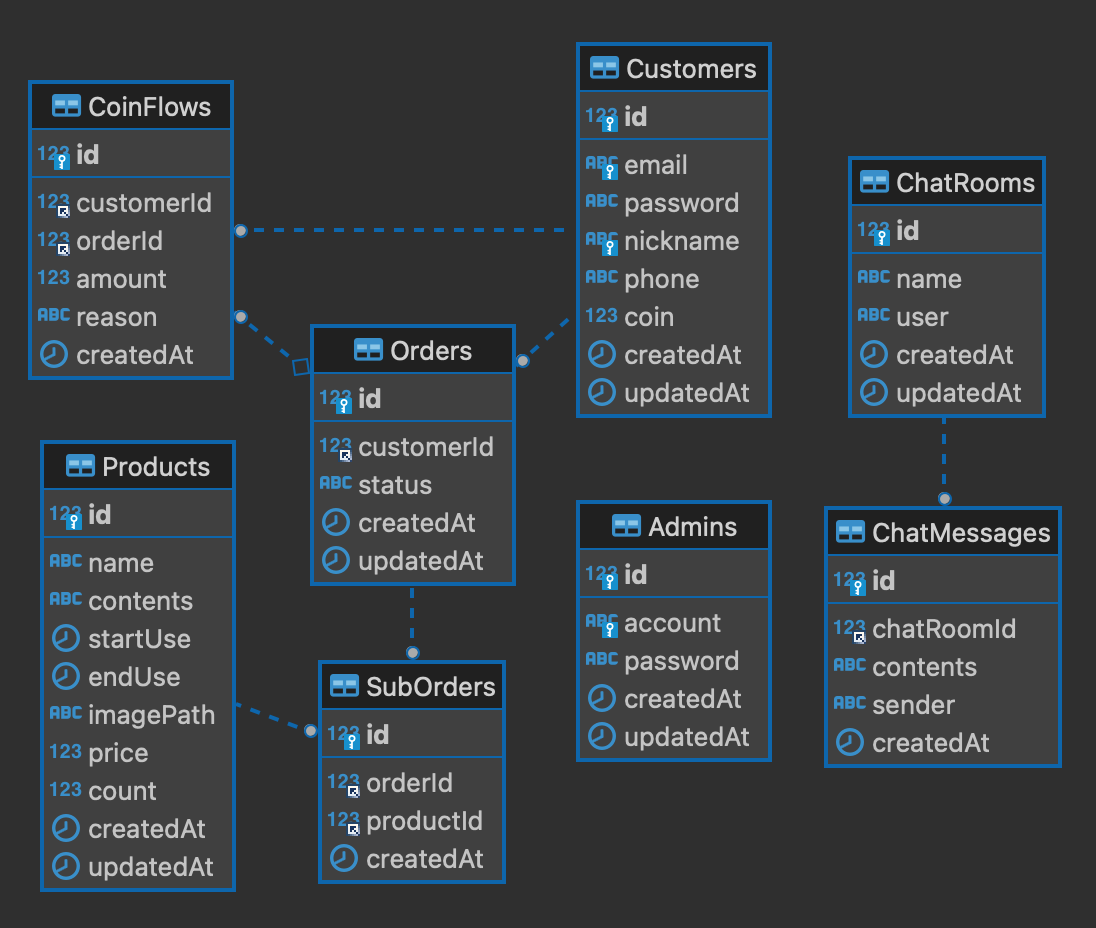 CoinFlows
123 id
123 customerId
123 orderId
123 amount
ABC reason
createdAt
Customers
123 id
ABC email
ABC password
ABC nickname
ABC phone
123 coin
createdAt
updatedAt
ChatRooms
123 id
ABC name
ABC user
createdAt
updatedAt
Orders
123 id
123 customerId
ABC status
createdAt
updatedAt
Products
123 id
ABC name
ABC contents
startUse
endUse
ABC imagePath
123 price
123 count
createdAt
updatedAt
SubOrders
123 id
123 orderId
123 productId
createdAt
Admins
123 id
ABC account
ABC password
createdAt
updatedAt
ChatMessages
123 id
123 chatRoomId
ABC contents
ABC sender
createdAt